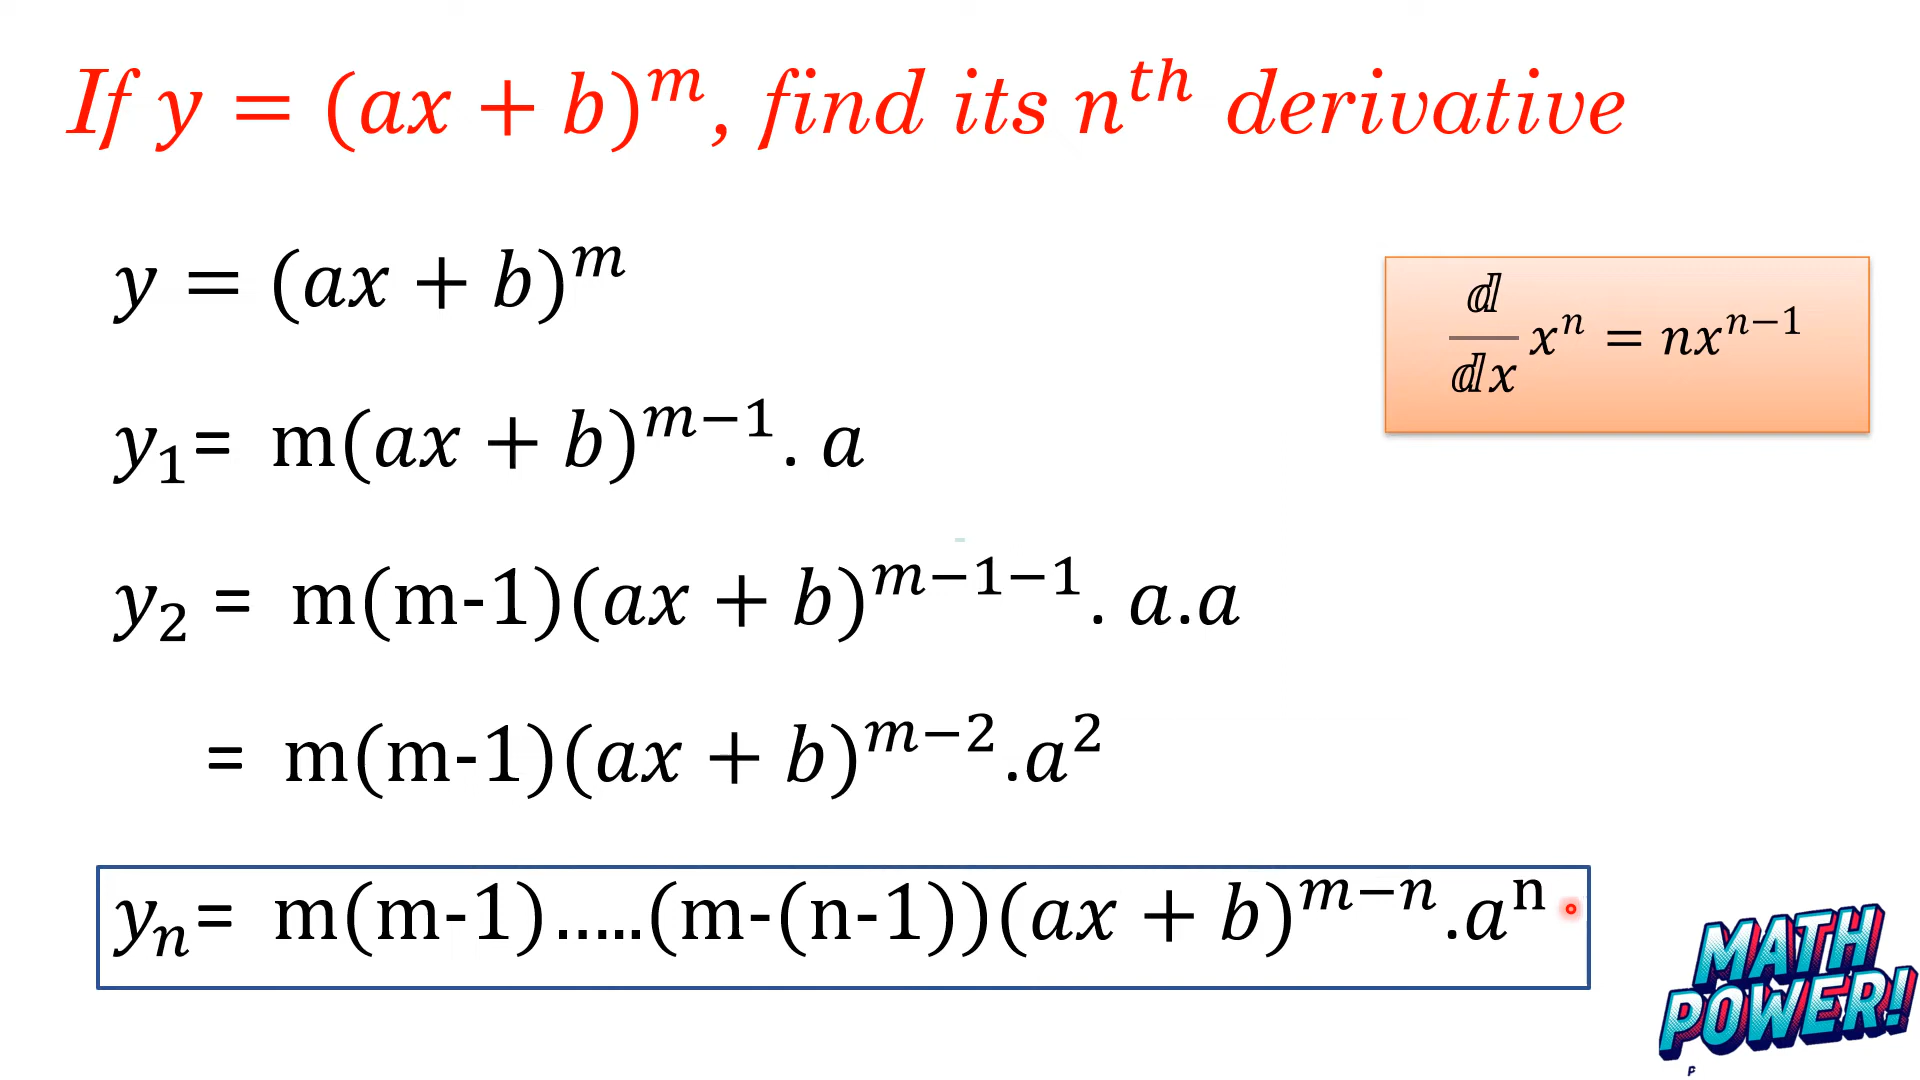 If y = (ax + b)^m, find its n^th derivative
y = (ax + b)^m
ⅆ/ⅆx x^n = nx^(n−1)
y₁= m(ax + b)^(m−1). a
y₂ = m(m-1)(ax + b)^(m−1−1). a.a
= m(m-1)(ax + b)^(m−2).a²
yₙ= m(m-1).....(m-(n-1))(ax + b)^(m−n).a^n
MATH
POWER!